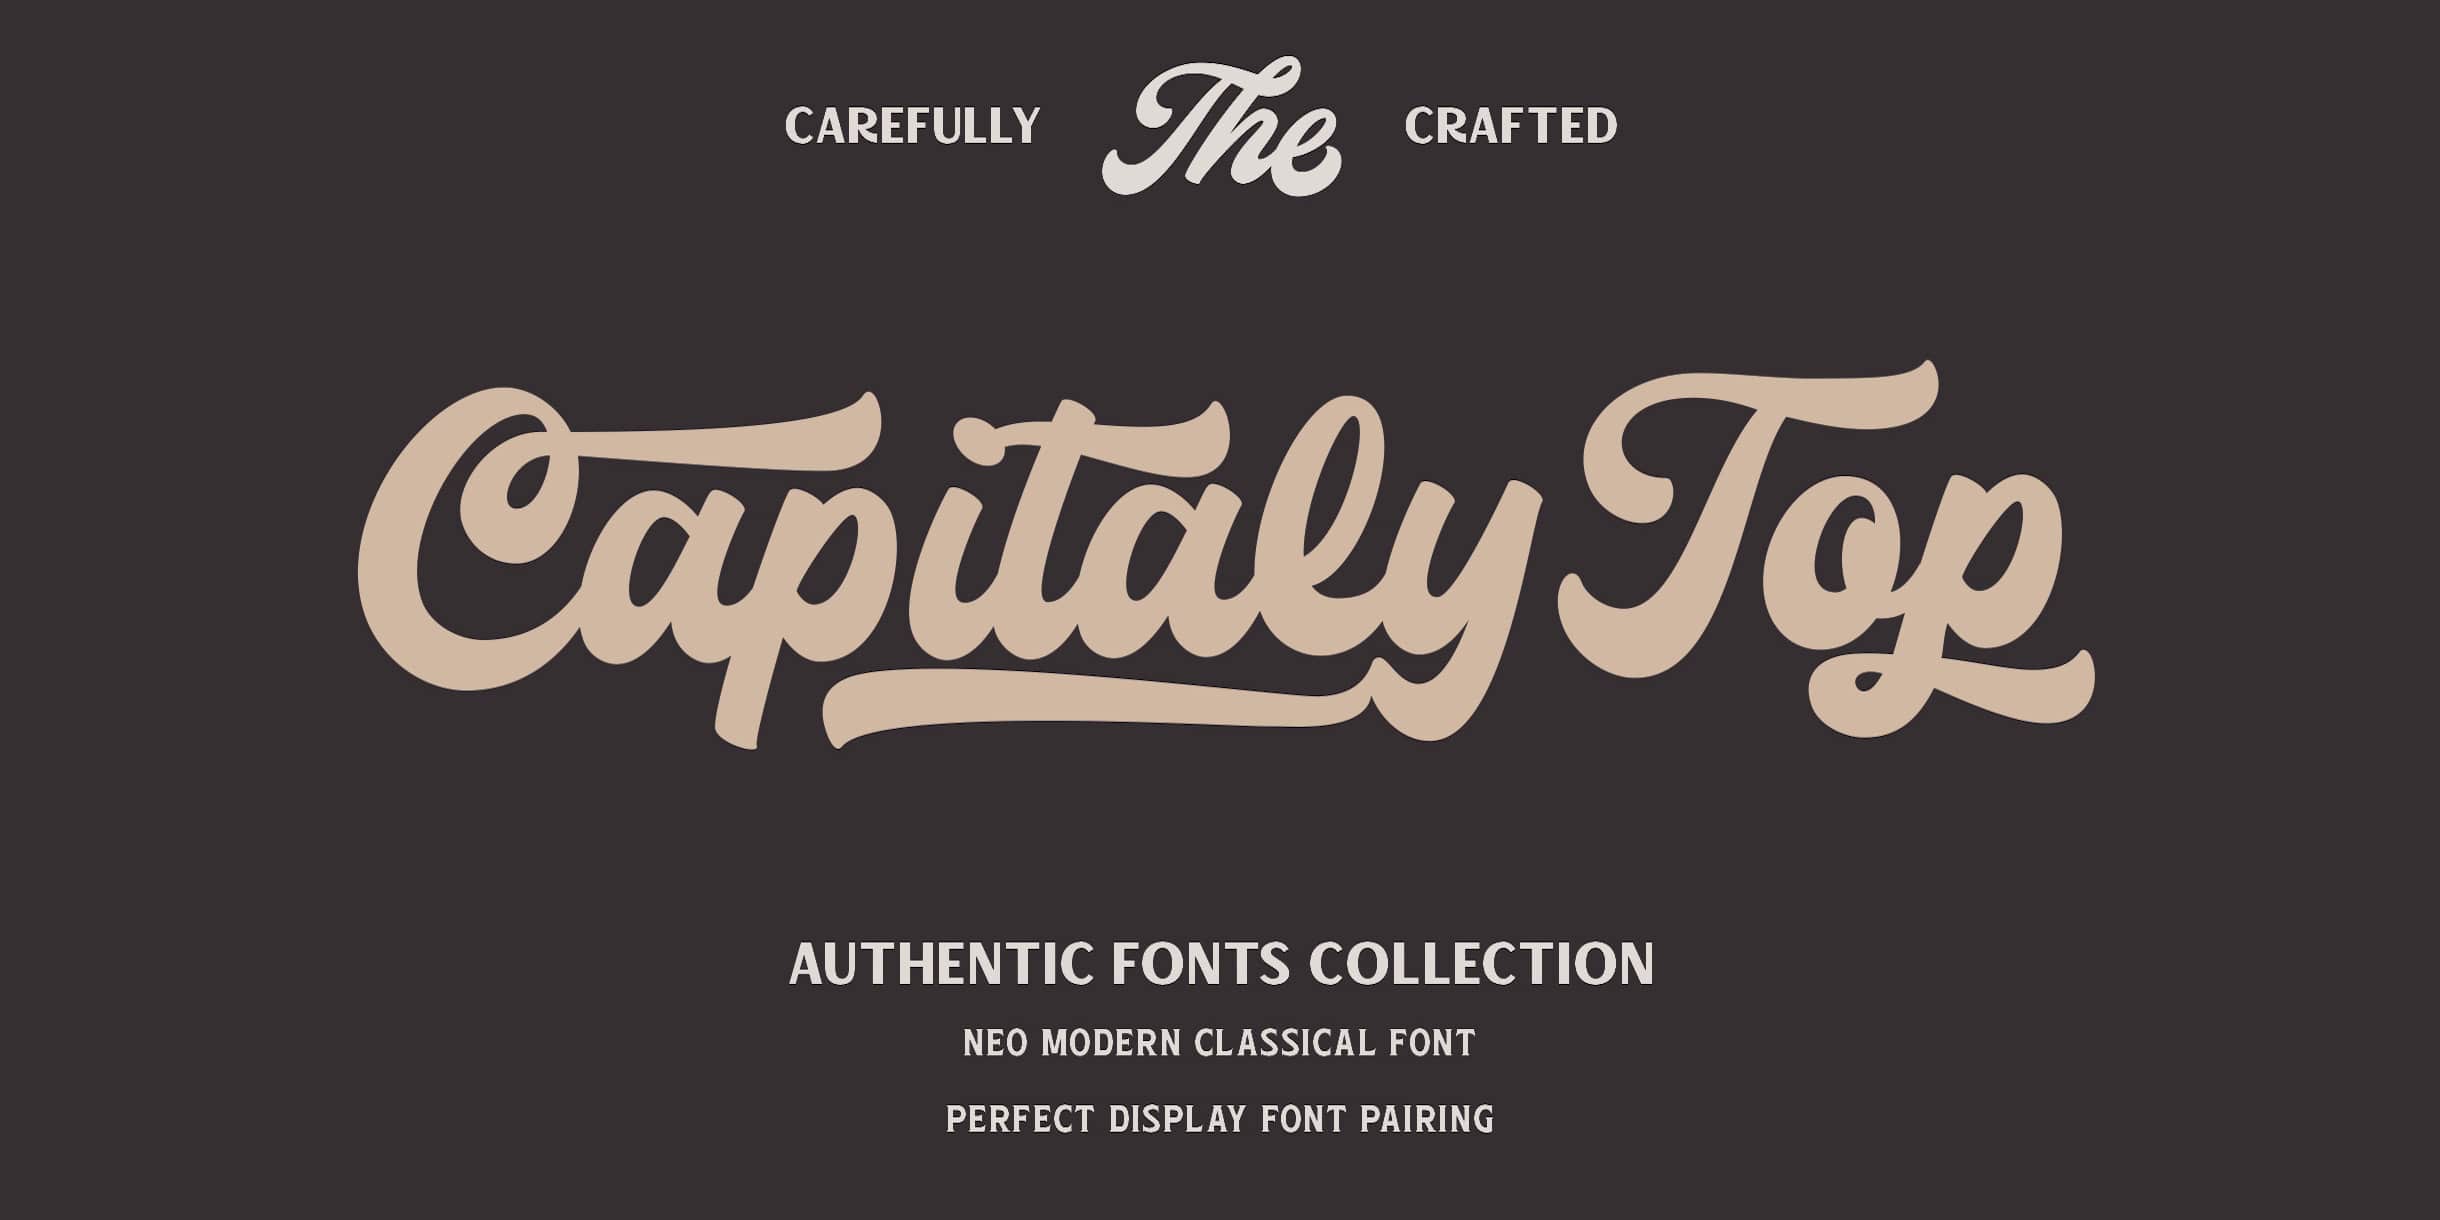 CAREFULLY The CRAFTED
Capitaly Top
AUTHENTIC FONTS COLLECTION
NEO MODERN CLASSICAL FONT
PERFECT DISPLAY FONT PAIRING